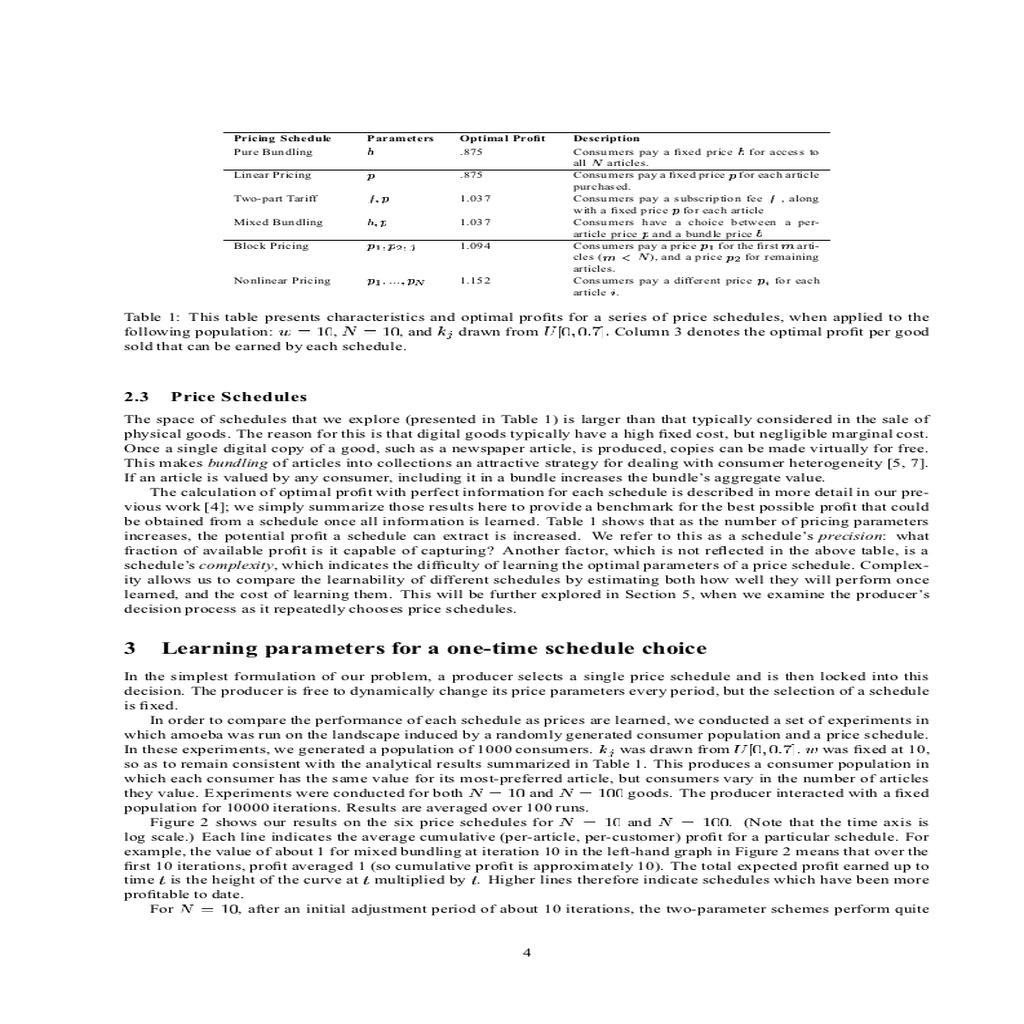 Pricing Schedule Parameters Optimal Profit Description
Pure Bundling b .875 Consumers pay a fixed price b for access to
all N articles.
Linear Pricing p .875 Consumers pay a fixed price p for each article
purchased.
Two-part Tariff f, p 1.037 Consumers pay a subscription fee f , along
with a fixed price p for each article
Mixed Bundling b, p 1.037 Consumers have a choice between a per-
article price p and a bundle price b
Block Pricing p1, p2, j 1.094 Consumers pay a price p1 for the first m arti-
cles (m < N), and a price p2 for remaining
articles.
Nonlinear Pricing p1, ..., pN 1.152 Consumers pay a different price pi for each
article i.
Table 1: This table presents characteristics and optimal profits for a series of price schedules, when applied to the
following population: w = 10, N = 10, and kj drawn from U[0, 0.7]. Column 3 denotes the optimal profit per good
sold that can be earned by each schedule.
2.3 Price Schedules
The space of schedules that we explore (presented in Table 1) is larger than that typically considered in the sale of
physical goods. The reason for this is that digital goods typically have a high fixed cost, but negligible marginal cost.
Once a single digital copy of a good, such as a newspaper article, is produced, copies can be made virtually for free.
This makes bundling of articles into collections an attractive strategy for dealing with consumer heterogeneity [5, 7].
If an article is valued by any consumer, including it in a bundle increases the bundle's aggregate value.
The calculation of optimal profit with perfect information for each schedule is described in more detail in our pre-
vious work [4]; we simply summarize those results here to provide a benchmark for the best possible profit that could
be obtained from a schedule once all information is learned. Table 1 shows that as the number of pricing parameters
increases, the potential profit a schedule can extract is increased. We refer to this as a schedule's precision: what
fraction of available profit is it capable of capturing? Another factor, which is not reflected in the above table, is a
schedule's complexity, which indicates the difficulty of learning the optimal parameters of a price schedule. Complex-
ity allows us to compare the learnability of different schedules by estimating both how well they will perform once
learned, and the cost of learning them. This will be further explored in Section 5, when we examine the producer's
decision process as it repeatedly chooses price schedules.
3 Learning parameters for a one-time schedule choice
In the simplest formulation of our problem, a producer selects a single price schedule and is then locked into this
decision. The producer is free to dynamically change its price parameters every period, but the selection of a schedule
is fixed.
In order to compare the performance of each schedule as prices are learned, we conducted a set of experiments in
which amoeba was run on the landscape induced by a randomly generated consumer population and a price schedule.
In these experiments, we generated a population of 1000 consumers. kj was drawn from U[0, 0.7]. w was fixed at 10,
so as to remain consistent with the analytical results summarized in Table 1. This produces a consumer population in
which each consumer has the same value for its most-preferred article, but consumers vary in the number of articles
they value. Experiments were conducted for both N = 10 and N = 100 goods. The producer interacted with a fixed
population for 10000 iterations. Results are averaged over 100 runs.
Figure 2 shows our results on the six price schedules for N = 10 and N = 100. (Note that the time axis is
log scale.) Each line indicates the average cumulative (per-article, per-customer) profit for a particular schedule. For
example, the value of about 1 for mixed bundling at iteration 10 in the left-hand graph in Figure 2 means that over the
first 10 iterations, profit averaged 1 (so cumulative profit is approximately 10). The total expected profit earned up to
time t is the height of the curve at t multiplied by t. Higher lines therefore indicate schedules which have been more
profitable to date.
For N = 10, after an initial adjustment period of about 10 iterations, the two-parameter schemes perform quite
4